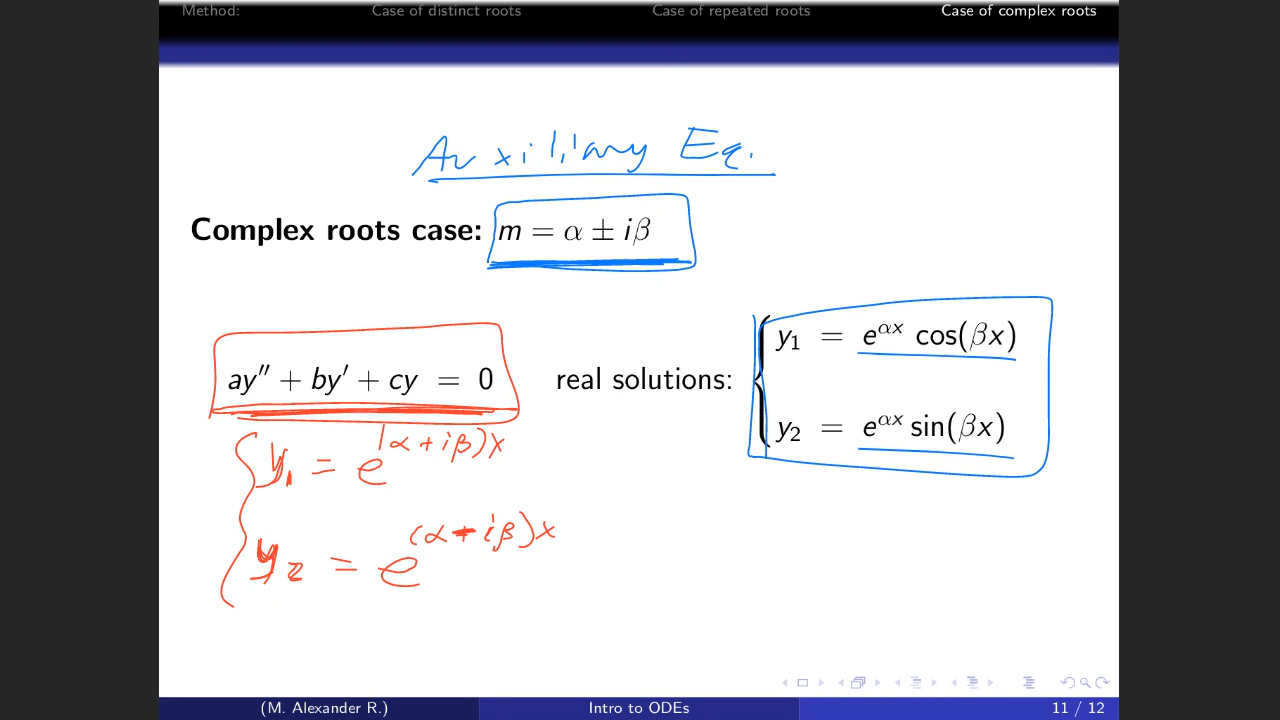 Method: Case of distinct roots Case of repeated roots Case of complex roots
Auxiliary Eq.
Complex roots case: m = α ± iβ
ay″ + by′ + cy = 0 real solutions: { y₁ = e^{αx} cos(βx)
y₂ = e^{αx} sin(βx)
y₁ = e^{(α + iβ)x}
y₂ = e^{(α - iβ)x}
(M. Alexander R.) Intro to ODEs 11 / 12